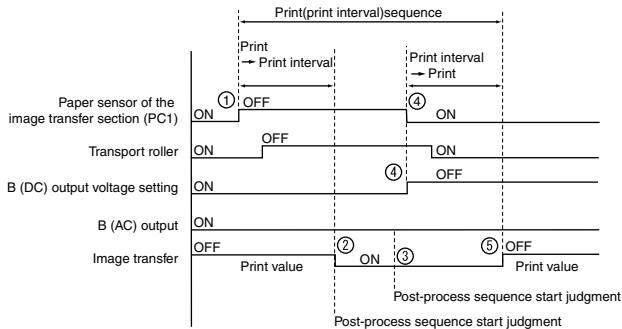 Print(print interval)sequence
Print
→ Print interval
Print interval
→ Print
Paper sensor of the
image transfer section (PC1)
ON
①
OFF
④
ON
Transport roller
ON
OFF
ON
B (DC) output voltage setting
ON
④
OFF
B (AC) output
ON
Image transfer
OFF
Print value
②
ON
③
⑤
OFF
Print value
Post-process sequence start judgment
Post-process sequence start judgment